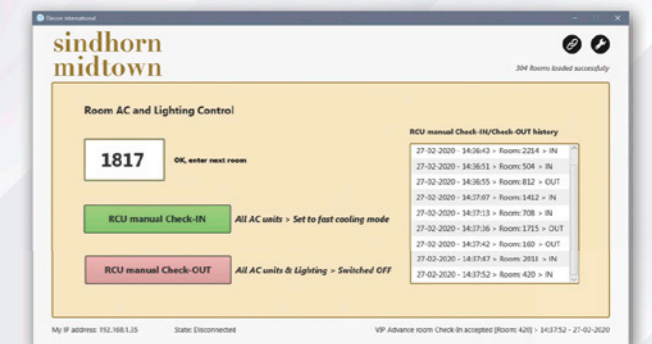 Decon International
sindhorn
midtown
304 Rooms loaded successfully
Room AC and Lighting Control
RCU manual Check-IN/Check-OUT history
1817
OK, enter next room
27-02-2020 - 14:36:43 > Room: 2214 > IN
27-02-2020 - 14:36:51 > Room: 504 > IN
27-02-2020 - 14:36:55 > Room: 812 > OUT
27-02-2020 - 14:37:07 > Room: 1412 > IN
27-02-2020 - 14:37:13 > Room: 708 > IN
27-02-2020 - 14:37:36 > Room: 1715 > OUT
27-02-2020 - 14:37:42 > Room: 160 > OUT
27-02-2020 - 14:37:47 > Room: 2011 > IN
27-02-2020 - 14:37:52 > Room: 420 > IN
RCU manual Check-IN
All AC units > Set to fast cooling mode
RCU manual Check-OUT
All AC units & Lighting > Switched OFF
My IP address: 192.168.1.35
State: Disconnected
VIP Advance room Check-In accepted [Room: 420] > 14:37:52 - 27-02-2020